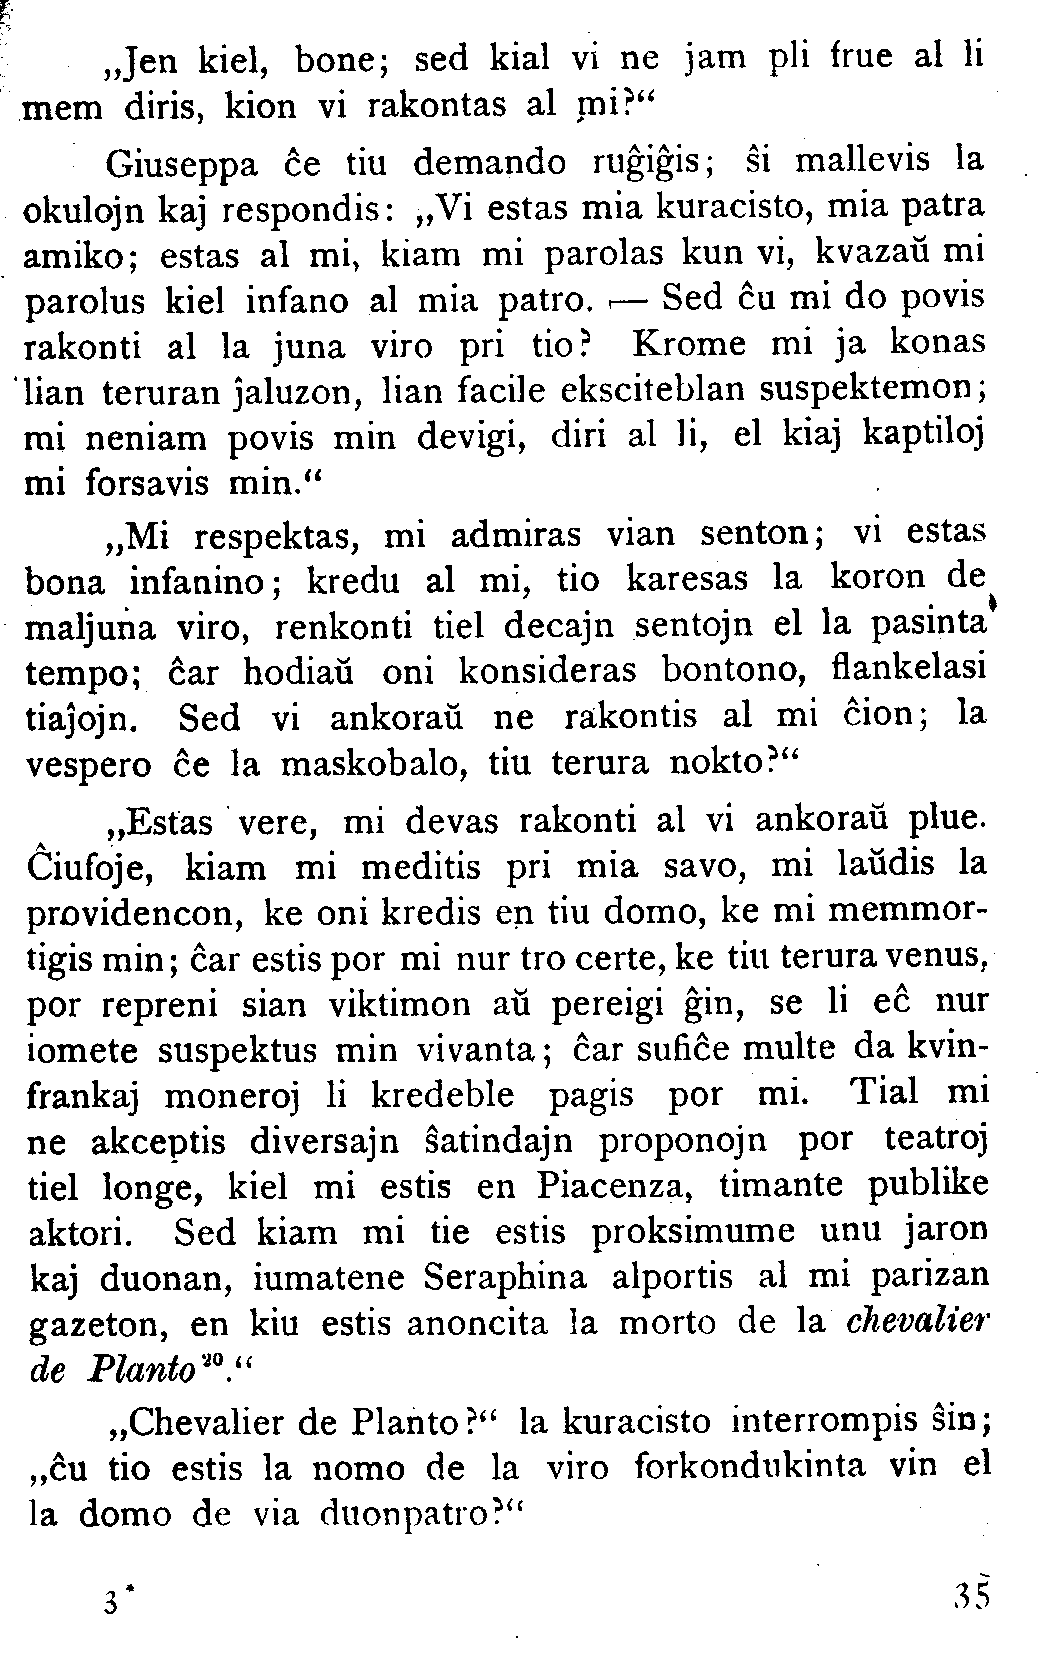 „Jen kiel, bone; sed kial vi ne jam pli frue al li
mem diris, kion vi rakontas al mi?“
Giuseppa ĉe tiu demando ruĝiĝis; ŝi mallevis la
okulojn kaj respondis: „Vi estas mia kuracisto, mia patra
amiko; estas al mi, kiam mi parolas kun vi, kvazaŭ mi
parolus kiel infano al mia patro. — Sed ĉu mi do povis
rakonti al la juna viro pri tio? Krome mi ja konas
lian teruran ĵaluzon, lian facile eksciteblan suspektemon;
mi neniam povis min devigi, diri al li, el kiaj kaptiloj
mi forsavis min.“
„Mi respektas, mi admiras vian senton; vi estas
bona infanino; kredu al mi, tio karesas la koron de
maljuna viro, renkonti tiel decajn sentojn el la pasinta
tempo; ĉar hodiaŭ oni konsideras bontono, flankelasi
tiaĵojn. Sed vi ankoraŭ ne rakontis al mi ĉion; la
vespero ĉe la maskobalo, tiu terura nokto?“
„Estas vere, mi devas rakonti al vi ankoraŭ plue.
Ĉiufoje, kiam mi meditis pri mia savo, mi laŭdis la
providencon, ke oni kredis en tiu domo, ke mi memmor-
tigis min; ĉar estis por mi nur tro certe, ke tiu terura venus,
por repreni sian viktimon aŭ pereigi ĝin, se li eĉ nur
iomete suspektus min vivanta; ĉar sufiĉe multe da kvin-
frankaj moneroj li kredeble pagis por mi. Tial mi
ne akceptis diversajn ŝatindajn proponojn por teatroj
tiel longe, kiel mi estis en Piacenza, timante publike
aktori. Sed kiam mi tie estis proksimume unu jaron
kaj duonan, iumatene Seraphina alportis al mi parizan
gazeton, en kiu estis anoncita la morto de la chevalier
de Planto²⁰.“
„Chevalier de Planto?“ la kuracisto interrompis ŝin;
„ĉu tio estis la nomo de la viro forkondukinta vin el
la domo de via duonpatro?“
3* 35